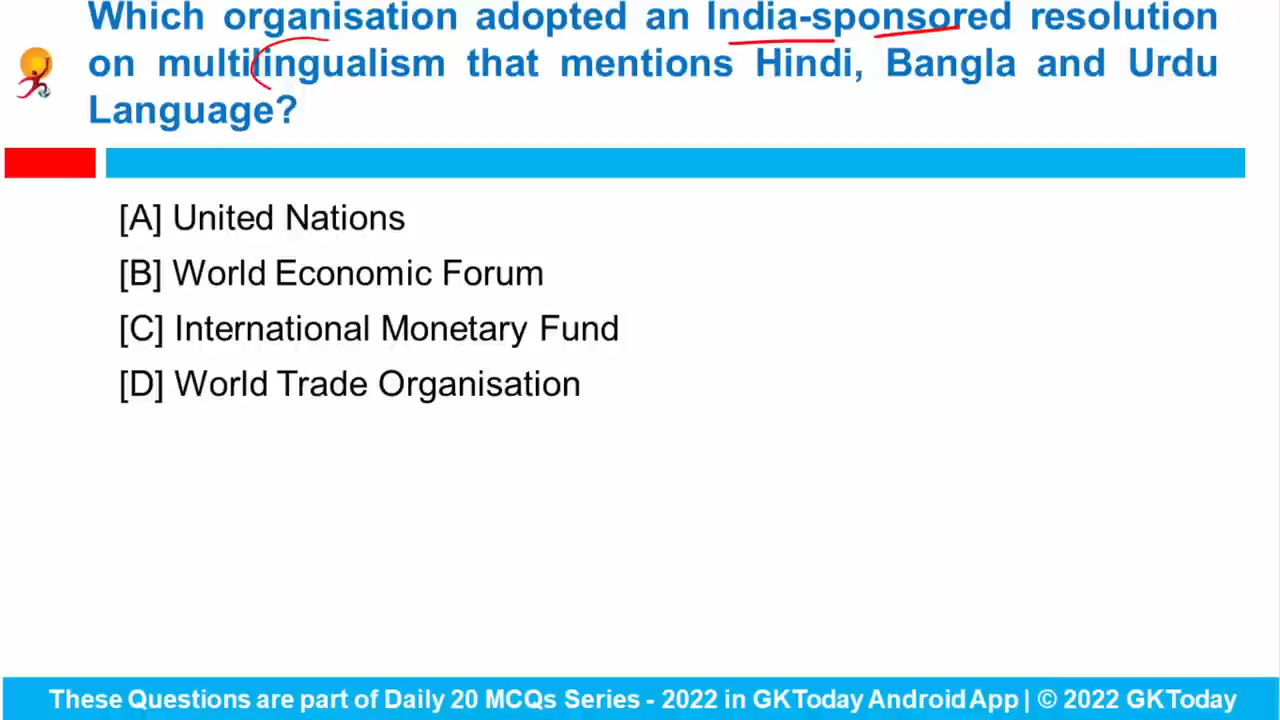 Which organisation adopted an India-sponsored resolution
on multilingualism that mentions Hindi, Bangla and Urdu
Language?
[A] United Nations
[B] World Economic Forum
[C] International Monetary Fund
[D] World Trade Organisation
These Questions are part of Daily 20 MCQs Series - 2022 in GKToday Android App | © 2022 GKToday